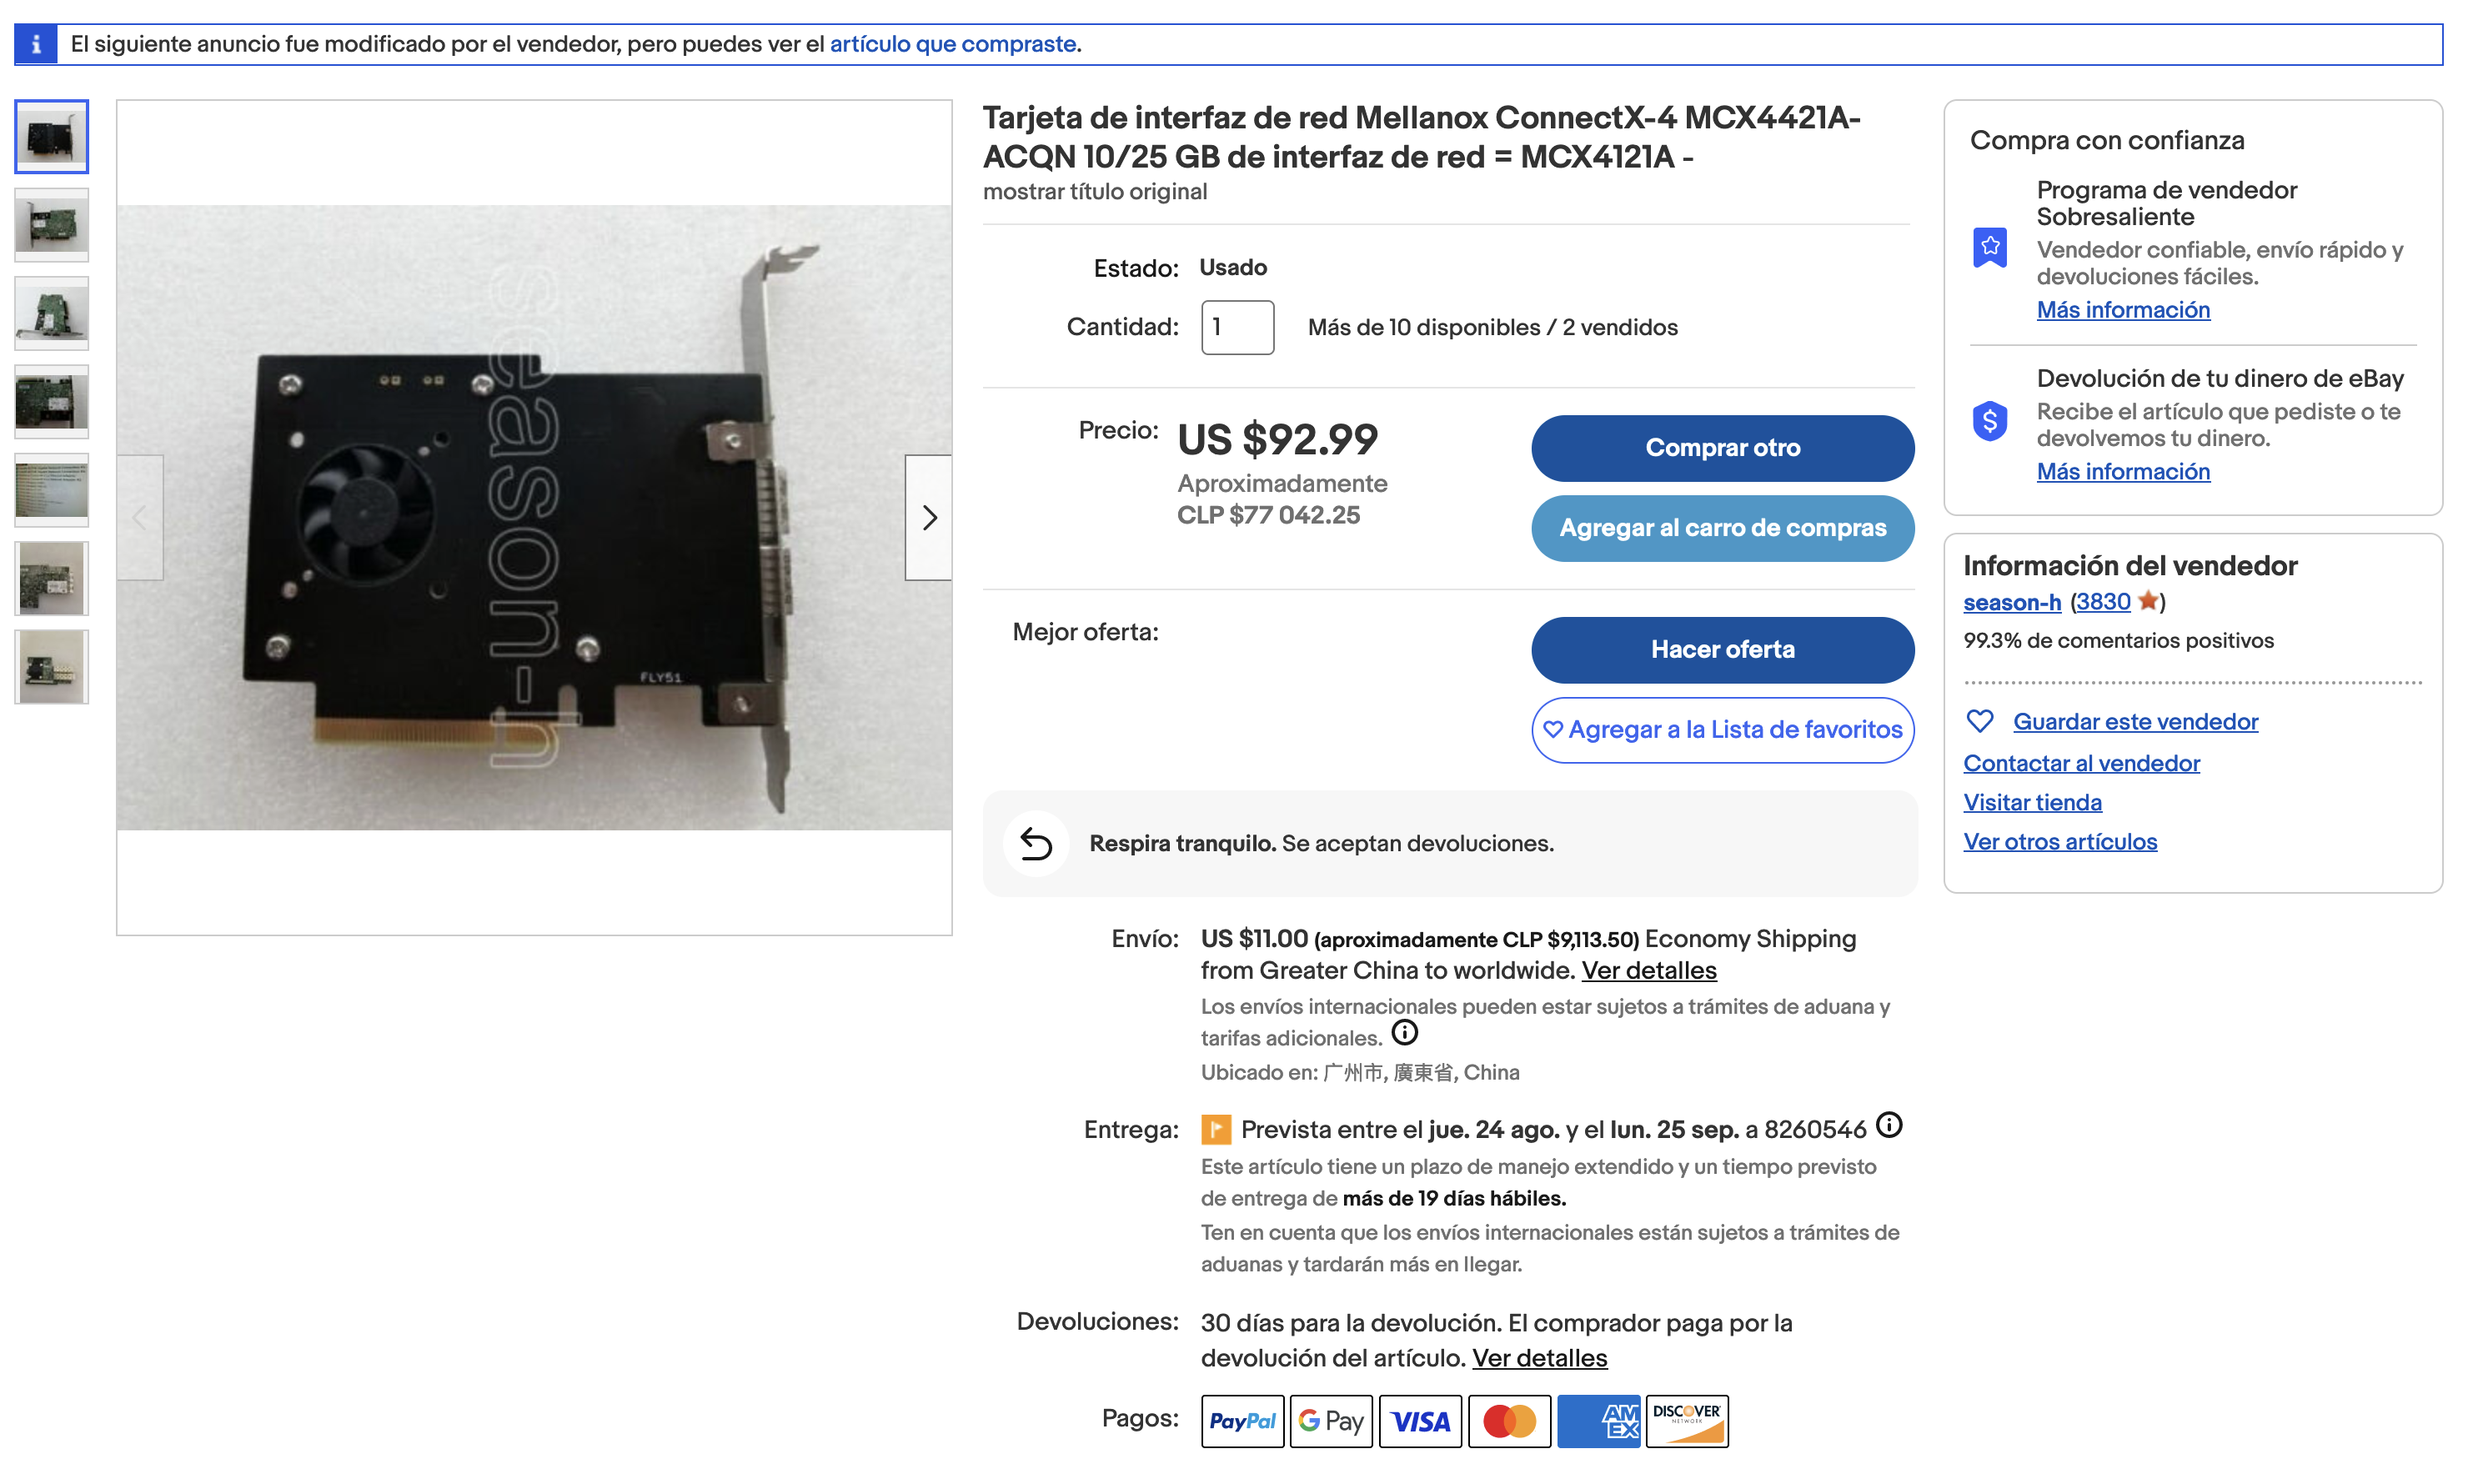 El siguiente anuncio fue modificado por el vendedor, pero puedes ver el artículo que compraste.
season-h
FLY51
Tarjeta de interfaz de red Mellanox ConnectX-4 MCX4421A-
ACQN 10/25 GB de interfaz de red = MCX4121A -
mostrar título original
Estado: Usado
Cantidad: 1 Más de 10 disponibles / 2 vendidos
Precio: US $92.99
Aproximadamente
CLP $77 042.25
Comprar otro
Agregar al carro de compras
Mejor oferta:
Hacer oferta
Agregar a la Lista de favoritos
Respira tranquilo. Se aceptan devoluciones.
Envío: US $11.00 (aproximadamente CLP $9,113.50) Economy Shipping
from Greater China to worldwide. Ver detalles
Los envíos internacionales pueden estar sujetos a trámites de aduana y
tarifas adicionales.
Ubicado en: 广州市, 廣東省, China
Entrega: Prevista entre el jue. 24 ago. y el lun. 25 sep. a 8260546
Este artículo tiene un plazo de manejo extendido y un tiempo previsto
de entrega de más de 19 días hábiles.
Ten en cuenta que los envíos internacionales están sujetos a trámites de
aduanas y tardarán más en llegar.
Devoluciones: 30 días para la devolución. El comprador paga por la
devolución del artículo. Ver detalles
Pagos: PayPal G Pay VISA AM EX DISCOVER NETWORK
Compra con confianza
Programa de vendedor
Sobresaliente
Vendedor confiable, envío rápido y
devoluciones fáciles.
Más información
Devolución de tu dinero de eBay
Recibe el artículo que pediste o te
devolvemos tu dinero.
Más información
Información del vendedor
season-h (3830)
99.3% de comentarios positivos
Guardar este vendedor
Contactar al vendedor
Visitar tienda
Ver otros artículos